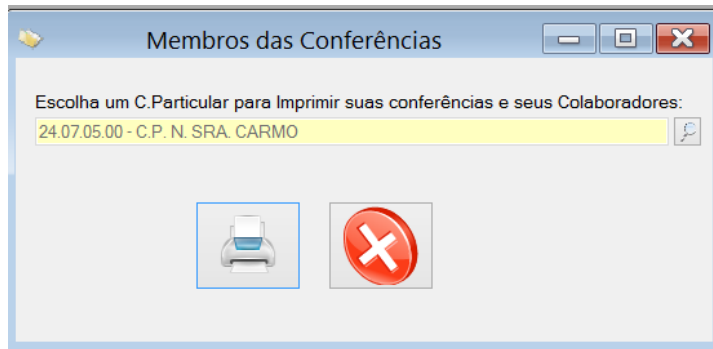 Membros das Conferências
Escolha um C.Particular para Imprimir suas conferências e seus Colaboradores:
24.07.05.00 - C.P. N. SRA. CARMO